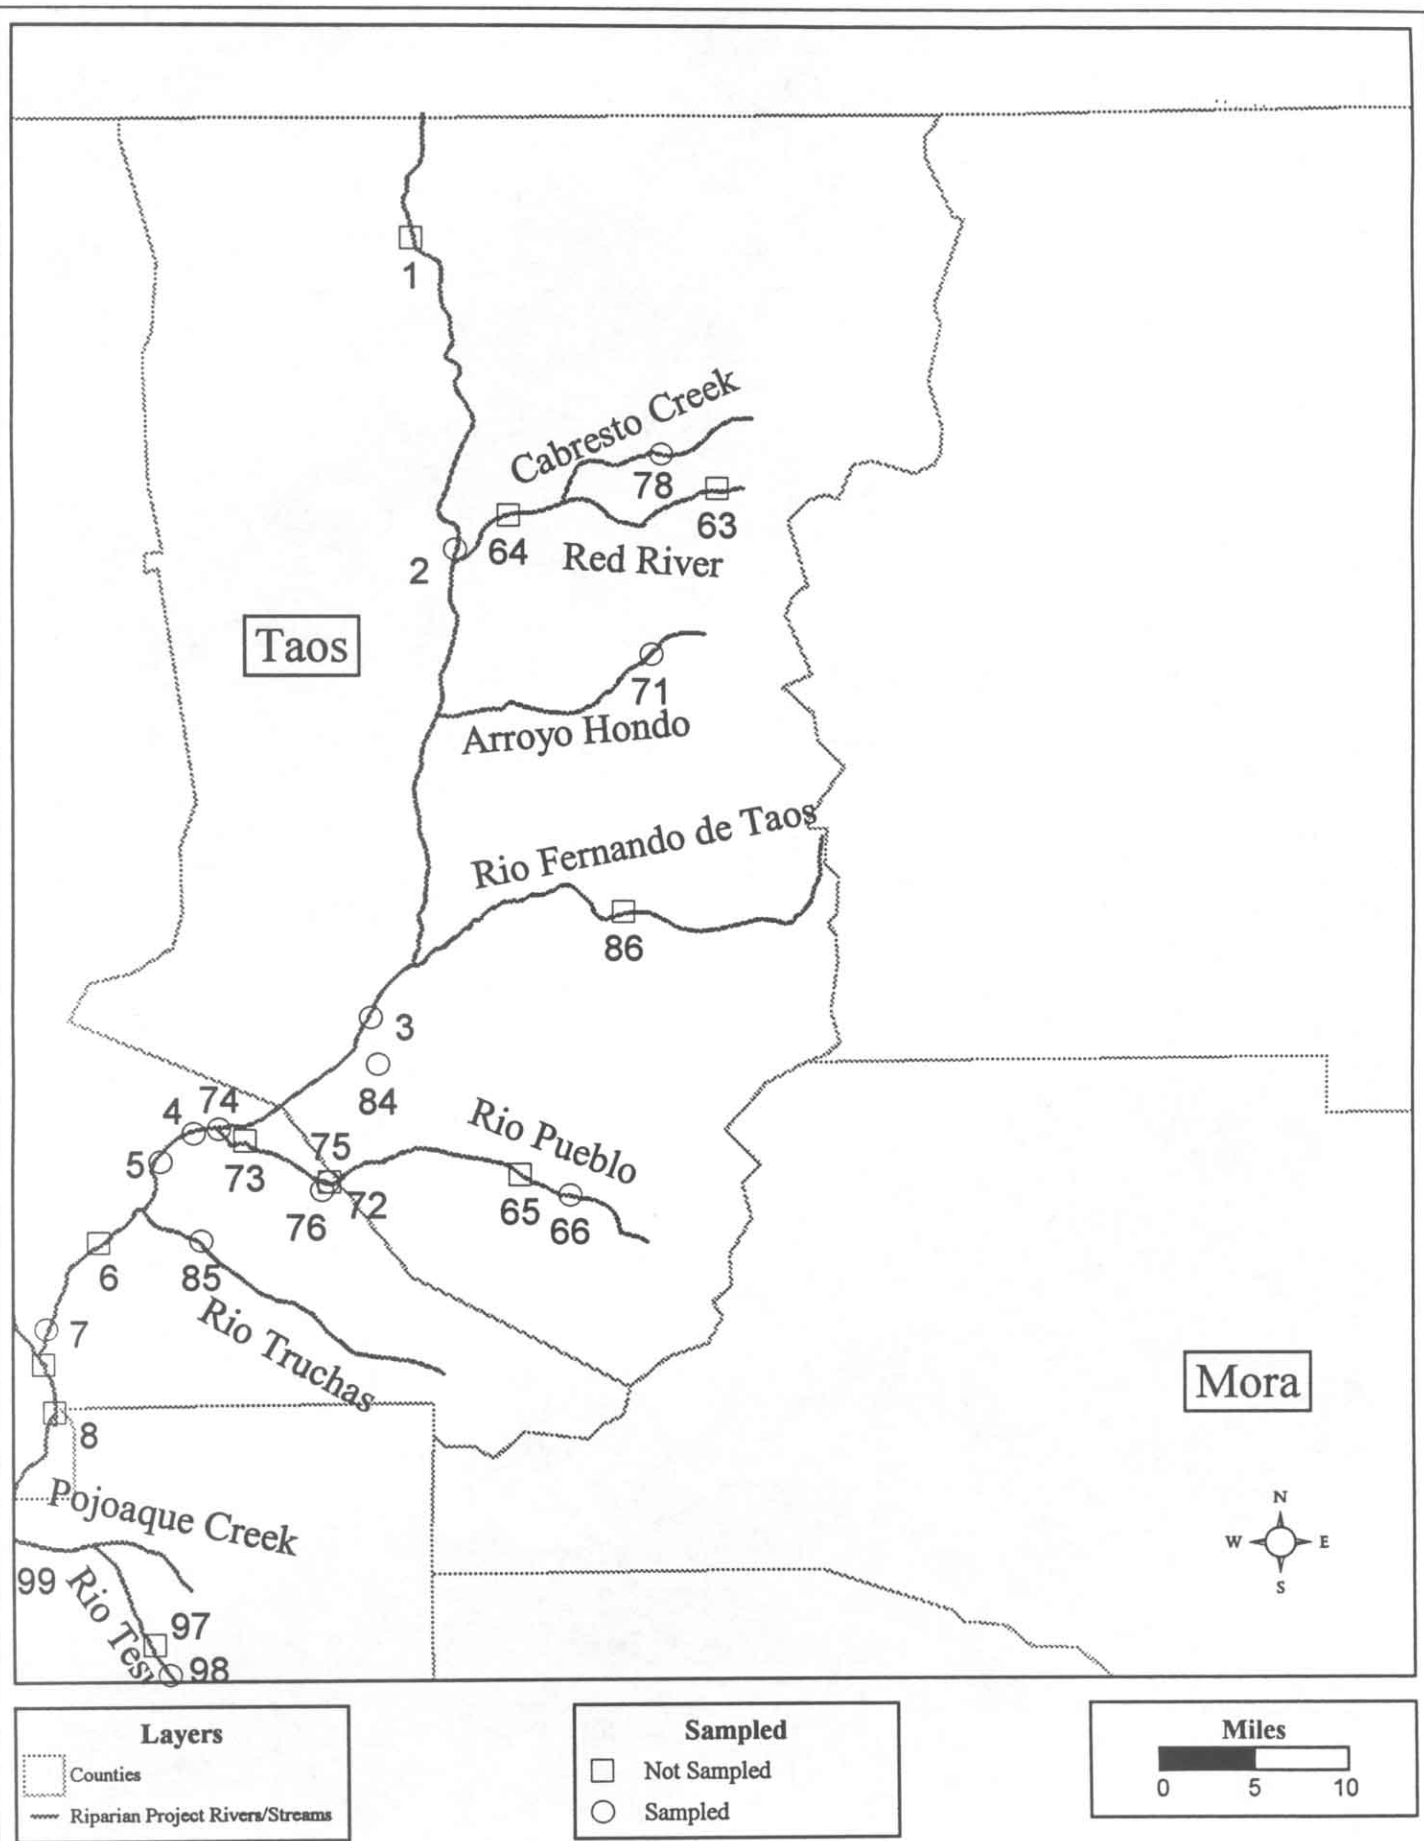 1
Cabresto Creek
78
63
64
Red River
2
Taos
71
Arroyo Hondo
Rio Fernando de Taos
86
3
84
74
4
75
Rio Pueblo
5
73
72
65
66
76
6
85
7
Rio Truchas
Mora
8
Pojoaque Creek
N
W E
S
99
Rio Tesu
97
98
Layers
Counties
Riparian Project Rivers/Streams
Sampled
Not Sampled
Sampled
Miles
0 5 10